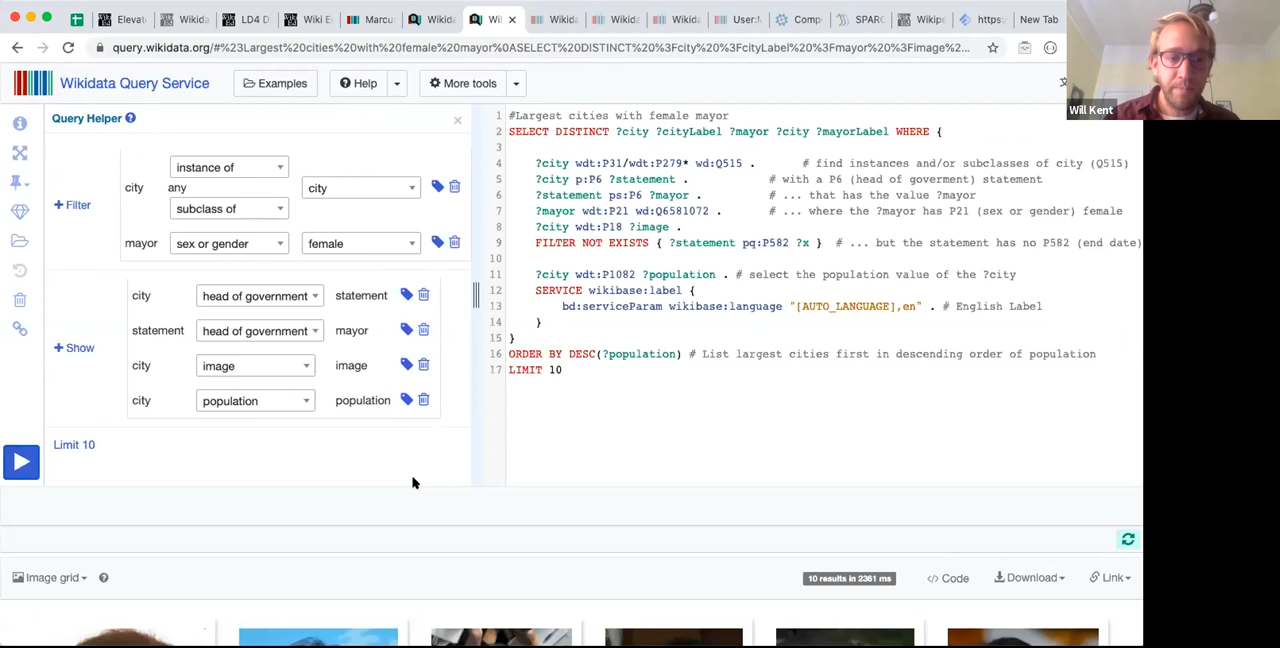 Elevate
Wikida
LD4 D
Wiki E
Marcus
Wikida
Wi
Wikida
Wikida
Wikida
User:M
Comp
SPARC
Wikipe
https:/
New Tab
query.wikidata.org/#%23Largest%20cities%20with%20female%20mayor%0ASELECT%20DISTINCT%20%3Fcity%20%3FcityLabel%20%3Fmayor%20%3Fimage%2...
Will Kent
Wikidata Query Service
Examples
Help
More tools
Query Helper
+ Filter
city
instance of
any
subclass of
city
mayor
sex or gender
female
+ Show
city
head of government
statement
statement
head of government
mayor
city
image
image
city
population
population
Limit 10
1 #Largest cities with female mayor
2 SELECT DISTINCT ?city ?cityLabel ?mayor ?city ?mayorLabel WHERE {
3
4 ?city wdt:P31/wdt:P279* wd:Q515 . # find instances and/or subclasses of city (Q515)
5 ?city p:P6 ?statement . # with a P6 (head of goverment) statement
6 ?statement ps:P6 ?mayor . # ... that has the value ?mayor
7 ?mayor wdt:P21 wd:Q6581072 . # ... where the ?mayor has P21 (sex or gender) female
8 ?city wdt:P18 ?image .
9 FILTER NOT EXISTS { ?statement pq:P582 ?x } # ... but the statement has no P582 (end date)
10
11 ?city wdt:P1082 ?population . # select the population value of the ?city
12 SERVICE wikibase:label {
13 bd:serviceParam wikibase:language "[AUTO_LANGUAGE],en" . # English Label
14 }
15 }
16 ORDER BY DESC(?population) # List largest cities first in descending order of population
17 LIMIT 10
Image grid
10 results in 2361 ms
</> Code
Download
Link